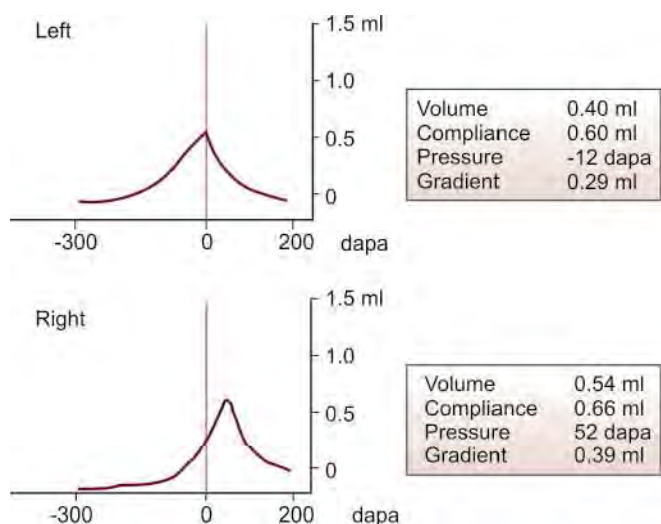 Left
1.5 ml
1.0
0.5
0
-300 0 200 dapa
Volume 0.40 ml
Compliance 0.60 ml
Pressure -12 dapa
Gradient 0.29 ml
Right
1.5 ml
1.0
0.5
0
-300 0 200 dapa
Volume 0.54 ml
Compliance 0.66 ml
Pressure 52 dapa
Gradient 0,39 ml